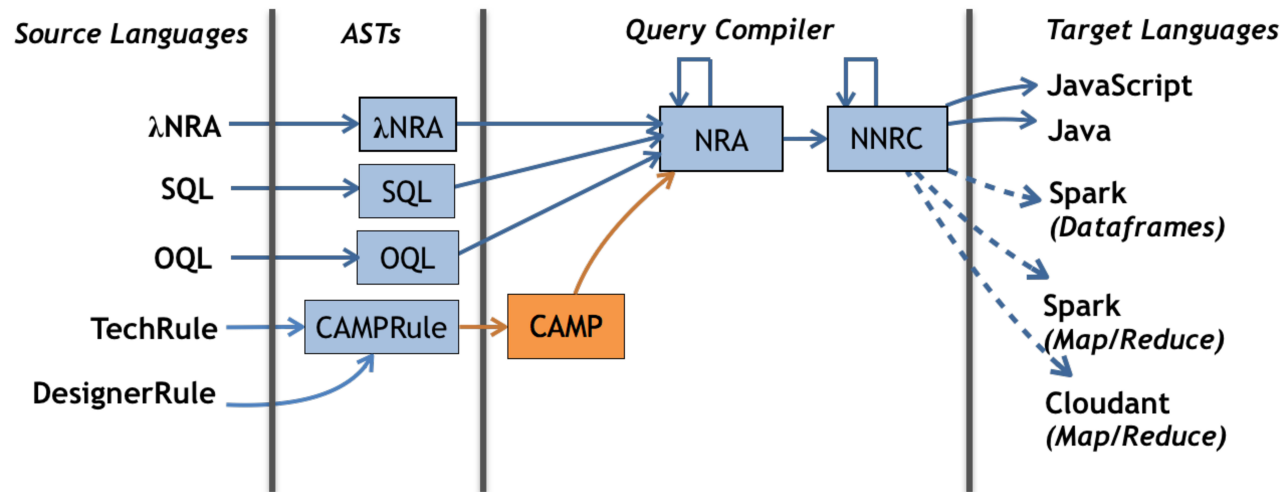 Source Languages
ASTs
Query Compiler
Target Languages
λNRA
λNRA
NRA
NNRC
JavaScript
Java
SQL
SQL
Spark
(Dataframes)
OQL
OQL
TechRule
CAMPRule
CAMP
Spark
(Map/Reduce)
DesignerRule
Cloudant
(Map/Reduce)